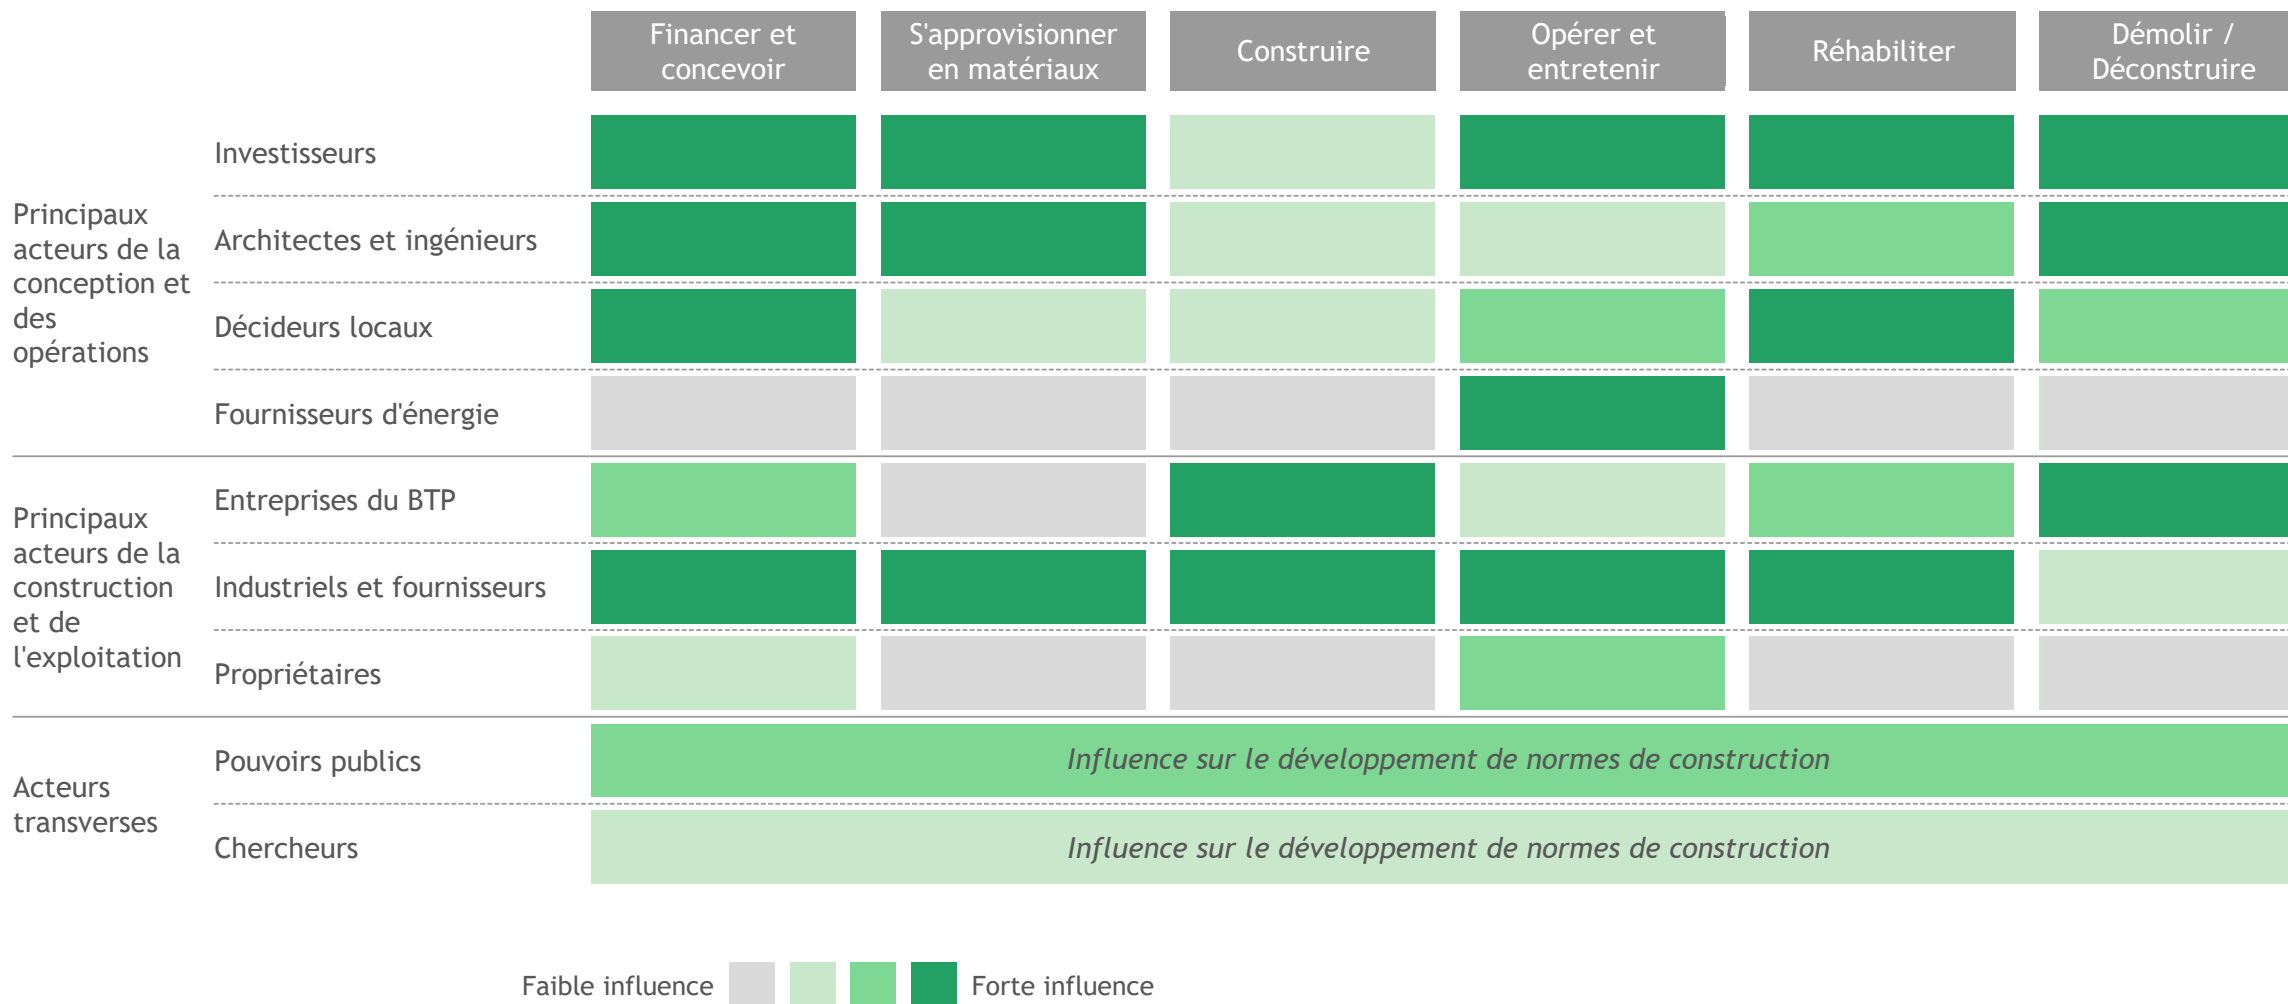 Financer et
concevoir
S'approvisionner
en matériaux
Construire
Opérer et
entretenir
Réhabiliter
Démolir /
Déconstruire
Principaux
acteurs de la
conception et
des
opérations
Investisseurs
Architectes et ingénieurs
Décideurs locaux
Fournisseurs d'énergie
Principaux
acteurs de la
construction
et de
l'exploitation
Entreprises du BTP
Industriels et fournisseurs
Propriétaires
Acteurs
transverses
Pouvoirs publics
Influence sur le développement de normes de construction
Chercheurs
Influence sur le développement de normes de construction
Faible influence
Forte influence